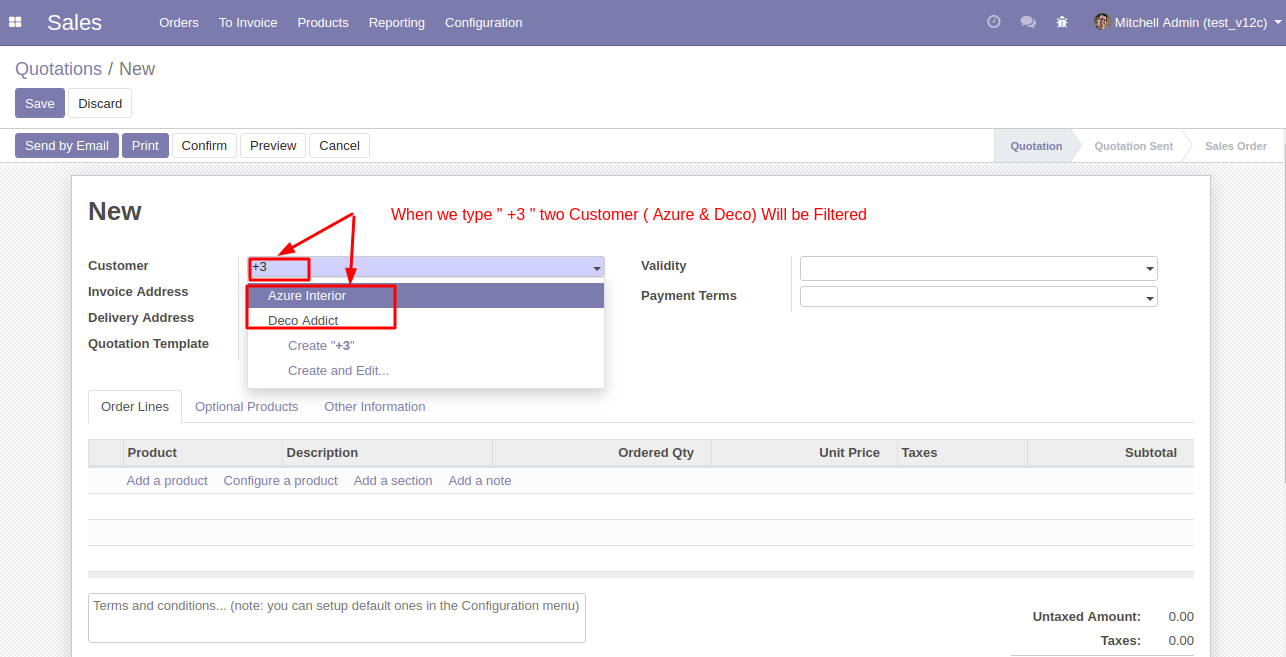 Sales Orders To Invoice Products Reporting Configuration Mitchell Admin (test_v12c)
Quotations / New
Save Discard
Send by Email Print Confirm Preview Cancel Quotation Quotation Sent Sales Order
New
When we type " +3 " two Customer ( Azure & Deco) Will be Filtered
Customer +3 Validity
Azure Interior
Invoice Address Payment Terms
Deco Addict
Delivery Address
Create "+3"
Quotation Template
Create and Edit...
Order Lines Optional Products Other Information
Product Description Ordered Qty Unit Price Taxes Subtotal
Add a product Configure a product Add a section Add a note
Terms and conditions... (note: you can setup default ones in the Configuration menu)
Untaxed Amount: 0.00
Taxes: 0.00